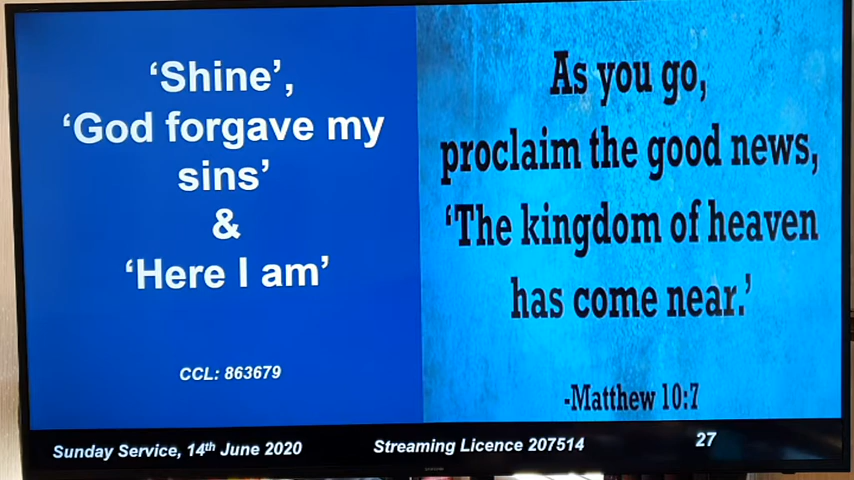 ‘Shine’,
‘God forgave my
sins’
&
‘Here I am’
CCL: 863679
As you go,
proclaim the good news,
‘The kingdom of heaven
has come near.’
-Matthew 10:7
Sunday Service, 14th June 2020
Streaming Licence 207514
27
SAMSUNG